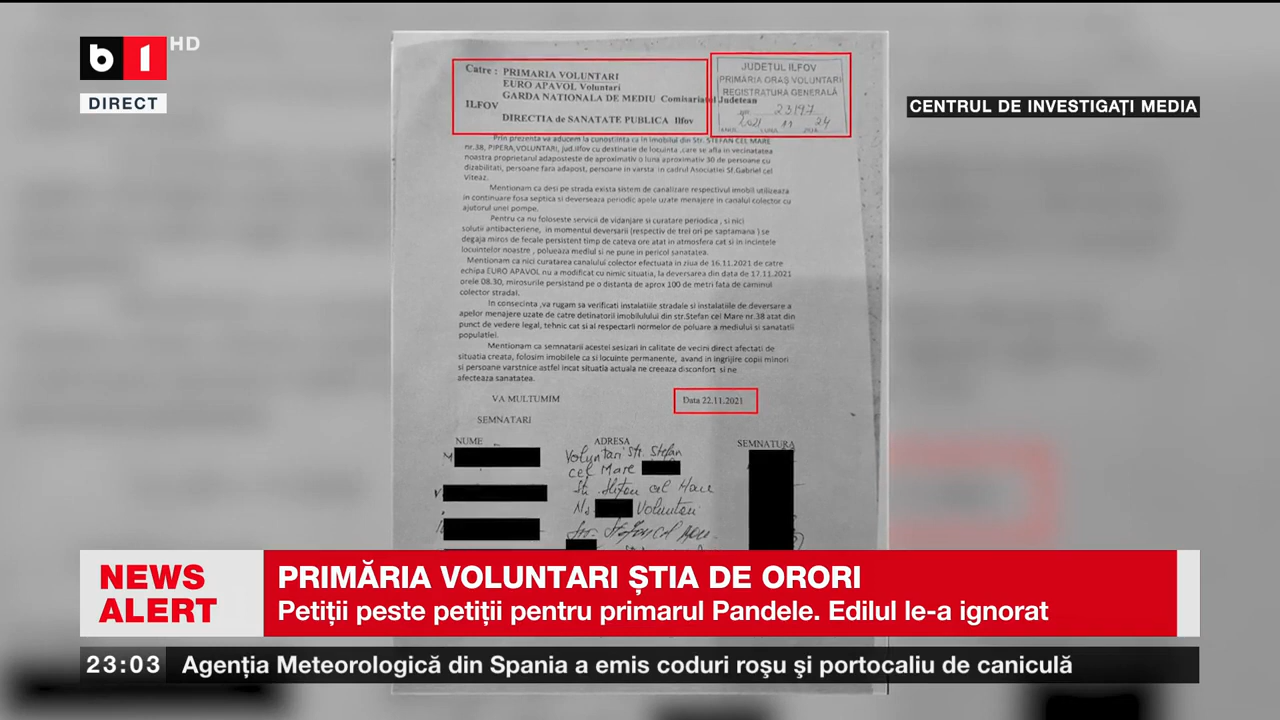 b1 HD
DIRECT
CENTRUL DE INVESTIGAȚI MEDIA
Catre : PRIMARIA VOLUNTARI
EURO APAVOL Voluntari
GARDA NATIONALA DE MEDIU Comisariatul Judetean
ILFOV
DIRECTIA de SANATATE PUBLICA Ilfov
JUDEȚUL ILFOV
PRIMĂRIA ORAȘ VOLUNTARI
REGISTRATURA GENERALĂ
nr. 23197
2021 11 24
ANUL LUNA ZIUA
Prin prezenta va aducem la cunostiinta ca in imobilul din Str. STEFAN CEL MARE
nr.38, PIPERA,VOLUNTARI, jud.Ilfov cu destinatie de locuinta ,care se afla in vecinatatea
noastra proprietarul adaposteste de aproximativ o luna aproximativ 30 de persoane cu
dizabilitati, persoane fara adapost, persoane in varsta in cadrul Asociatiei Sf.Gabriel cel
Viteaz.
Mentionam ca desi pe strada exista sistem de canalizare respectivul imobil utilizeaza
in continuare fosa septica si deverseaza periodic apele uzate menajere in canalul colector cu
ajutorul unei pompe.
Pentru ca nu foloseste servicii de vidanjare si curatare periodica , si nici
solutii antibacteriene, in momentul deversarii (respectiv de trei ori pe saptamana ) se
degaja miros de fecale persistent timp de cateva ore atat in atmosfera cat si in incintele
locuintelor noastre , polueaza mediul si ne pune in pericol sanatatea.
Mentionam ca nici curatarea canalului colector efectuata in ziua de 16.11.2021 de catre
echipa EURO APAVOL nu a modificat cu nimic situatia, la deversarea din data de 17.11.2021
orele 08.30, mirosurile persistand pe o distanta de aprox 100 de metri fata de caminul
colector stradal.
In consecinta ,va rugam sa verificati instalatiile stradale si instalatiile de deversare a
apelor menajere uzate de catre detinatorii imobilului din str.Stefan cel Mare nr.38 atat din
punct de vedere legal, tehnic cat si al respectarii normelor de poluare a mediului si sanatatii
populatiei.
Mentionam ca semnatarii acestei sesizari in calitate de vecini direct afectati de
situatia creata, folosim imobilele ca si locuinte permanente, avand in ingrijire copii minori
si persoane varstnice astfel incat situatia actuala ne creeaza disconfort si ne
afecteaza sanatatea.
VA MULTUMIM
Data 22.11.2021
SEMNATARI
NUME ADRESA SEMNATURA
Voluntari str. Stefan
cel Mare
Str. Stefan cel Mare
Nr. Voluntari
Str. Stefan cel Mare
NEWS ALERT
PRIMĂRIA VOLUNTARI ȘTIA DE ORORI
Petiții peste petiții pentru primarul Pandele. Edilul le-a ignorat
23:03 Agenția Meteorologică din Spania a emis coduri roşu şi portocaliu de caniculă